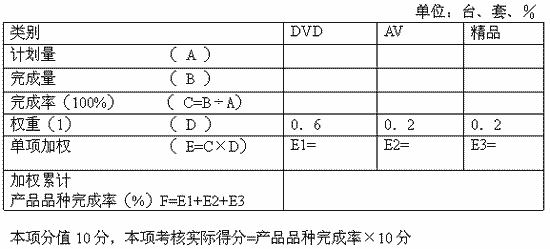 单位：台、套、%
类别 DVD AV 精品
计划量 （ A ）
完成量 （ B ）
完成率（100%） （ C=B÷A）
权重（1） （ D ） 0．6 0．2 0．2
单项加权 （ E=C×D） E1= E2= E3=
加权累计
产品品种完成率（%）F=E1+E2+E3
本项分值 10 分，本项考核实际得分=产品品种完成率×10 分